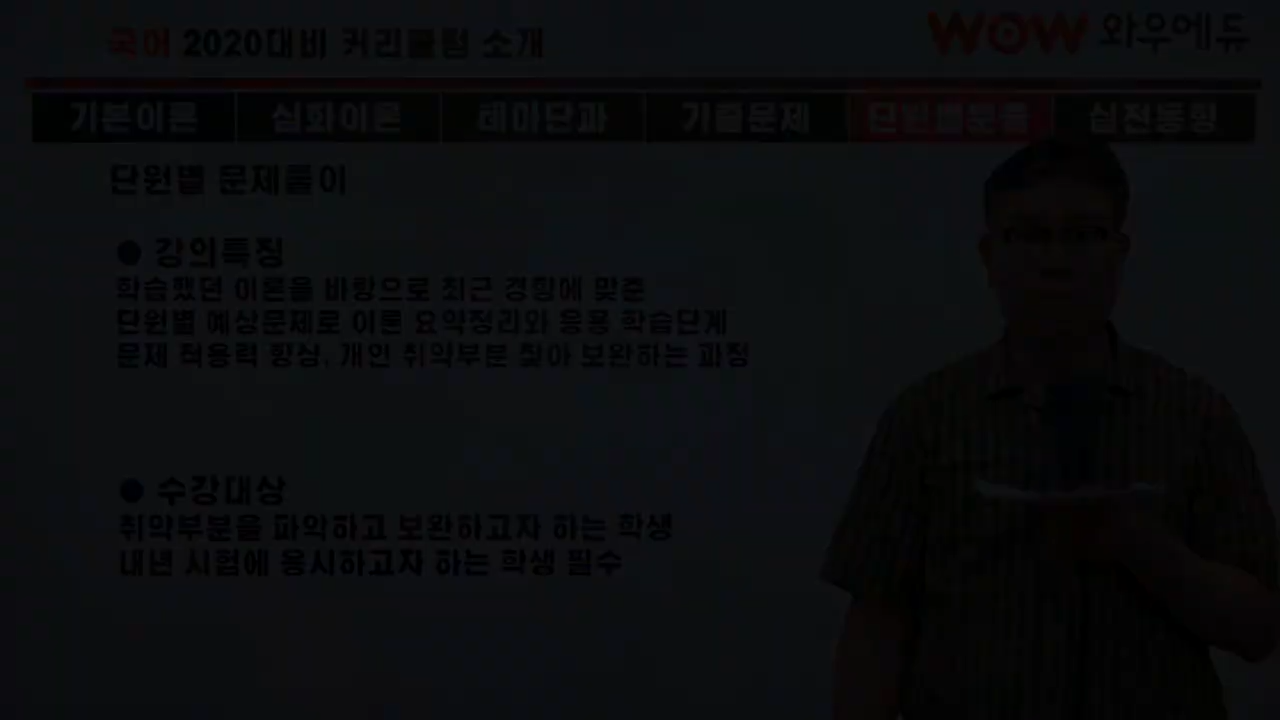 국어 2020대비 커리큘럼 소개
WOW 와우에듀
기본이론 심화이론 테마단과 기출문제 단원별문풀 실전동형
단원별 문제풀이
● 강의특징
학습했던 이론을 바탕으로 최근 경향에 맞춘
단원별 예상문제로 이론 요약정리와 응용 학습단계
문제 적용력 향상, 개인 취약부분 찾아 보완하는 과정
● 수강대상
취약부분을 파악하고 보완하고자 하는 학생
내년 시험에 응시하고자 하는 학생 필수